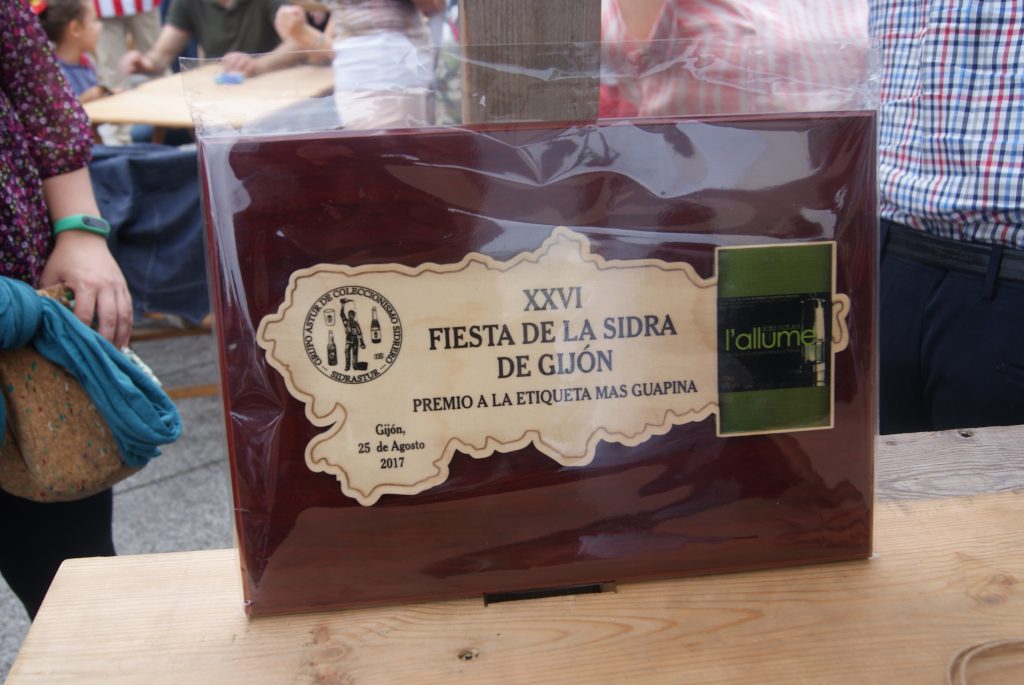 GRUPO ASTUR DE COLECCIONISMO SIDRERO
SIDRASTUR
XXVI
FIESTA DE LA SIDRA
DE GIJÓN
PREMIO A LA ETIQUETA MAS GUAPINA
Gijón,
25 de Agosto
2017
l'allume